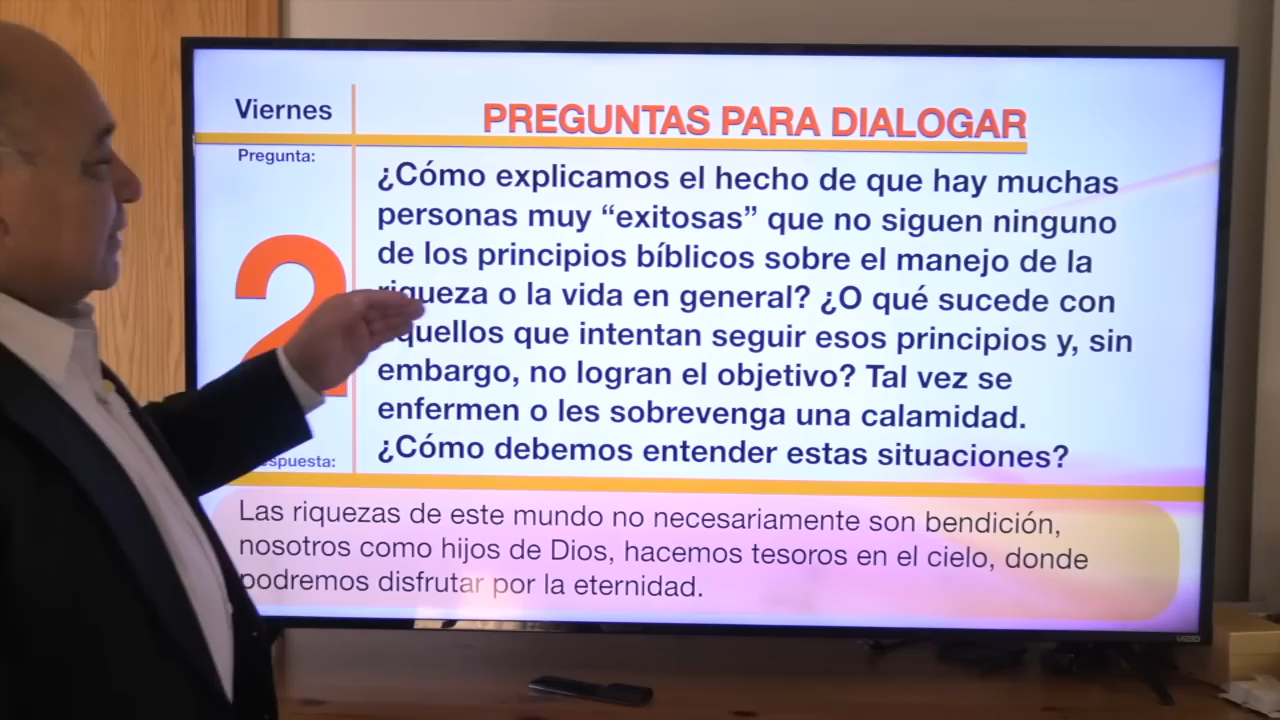 Viernes
PREGUNTAS PARA DIALOGAR
Pregunta:
2
¿Cómo explicamos el hecho de que hay muchas
personas muy “exitosas” que no siguen ninguno
de los principios bíblicos sobre el manejo de la
riqueza o la vida en general? ¿O qué sucede con
aquellos que intentan seguir esos principios y, sin
embargo, no logran el objetivo? Tal vez se
enfermen o les sobrevenga una calamidad.
¿Cómo debemos entender estas situaciones?
spuesta:
Las riquezas de este mundo no necesariamente son bendición,
nosotros como hijos de Dios, hacemos tesoros en el cielo, donde
podremos disfrutar por la eternidad.
VIZIO